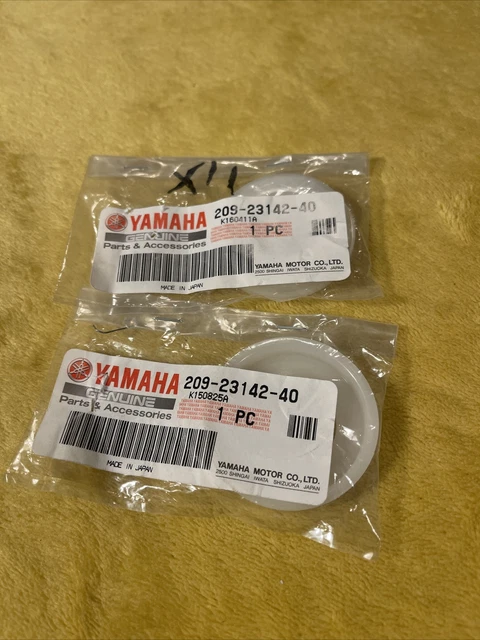 X11
YAMAHA
GENUINE
Parts & Accessories
209-23142-40
K160411A
1 PC
YAMAHA MOTOR CO.,LTD.
2500 SHINGAI IWATA SHIZUOKA JAPAN
MADE IN JAPAN
YAMAHA
GENUINE
Parts & Accessories
209-23142-40
K150825A
1 PC
YAMAHA MOTOR CO.,LTD.
2500 SHINGAI IWATA SHIZUOKA JAPAN
MADE IN JAPAN